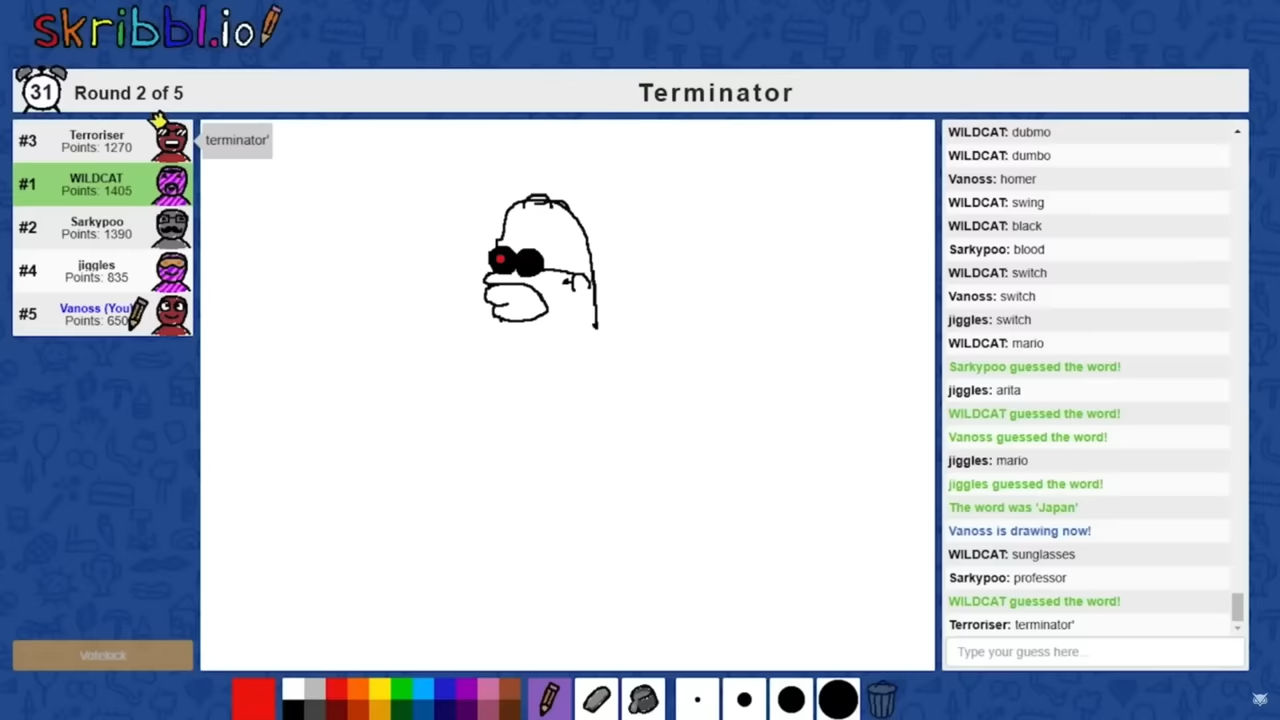 skribbl.io
31
Round 2 of 5
Terminator
#3
Terroriser
Points: 1270
terminator'
#1
WILDCAT
Points: 1405
#2
Sarkypoo
Points: 1390
#4
jiggles
Points: 835
#5
Vanoss (You)
Points: 650
Votekick
WILDCAT: dubmo
WILDCAT: dumbo
Vanoss: homer
WILDCAT: swing
WILDCAT: black
Sarkypoo: blood
WILDCAT: switch
Vanoss: switch
jiggles: switch
WILDCAT: mario
Sarkypoo guessed the word!
jiggles: arita
WILDCAT guessed the word!
Vanoss guessed the word!
jiggles: mario
jiggles guessed the word!
The word was 'Japan'
Vanoss is drawing now!
WILDCAT: sunglasses
Sarkypoo: professor
WILDCAT guessed the word!
Terroriser: terminator'
Type your guess here...